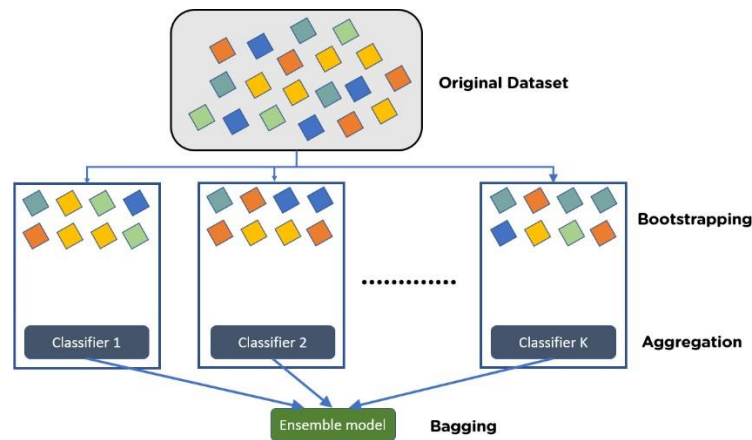 Original Dataset
Bootstrapping
Classifier 1
Classifier 2
Classifier K
Aggregation
Ensemble model
Bagging